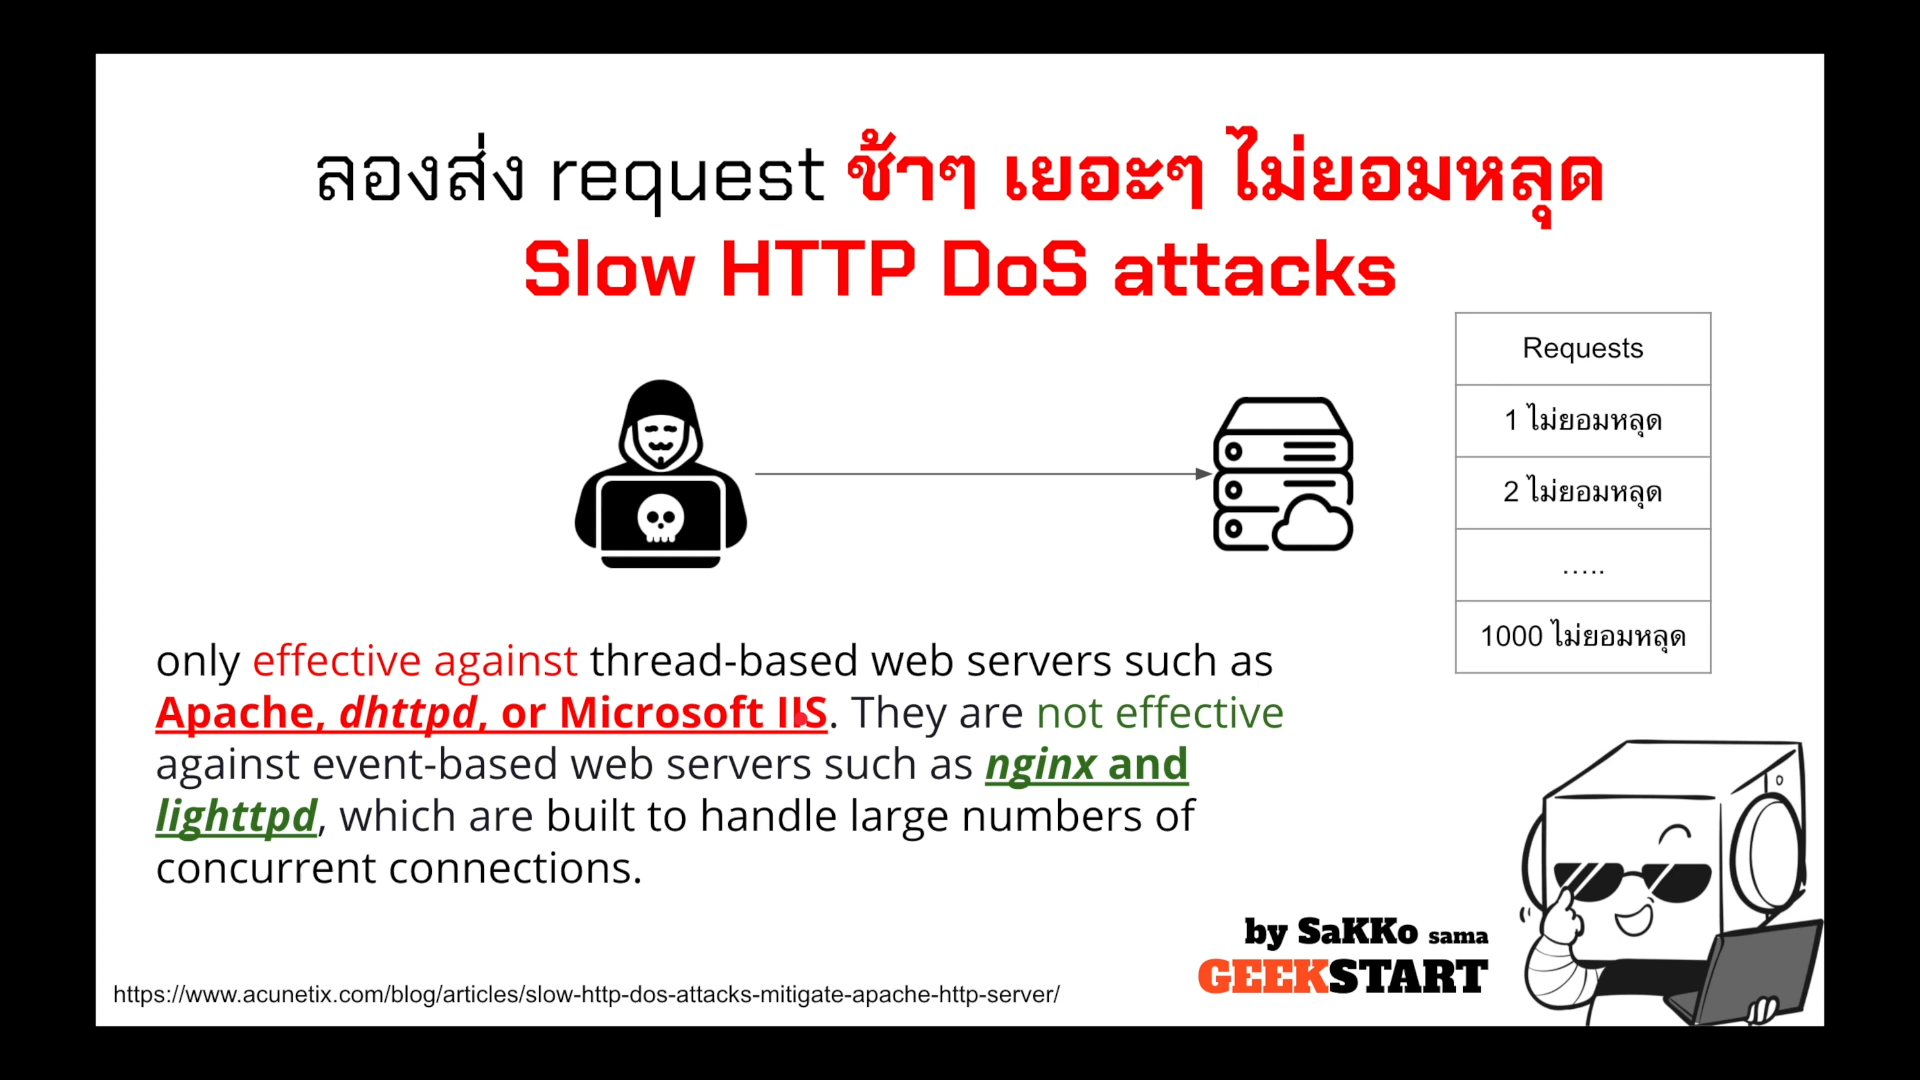 ลองส่ง request ช้าๆ เยอะๆ ไม่ยอมหลุด
Slow HTTP DoS attacks
Requests
1 ไม่ยอมหลุด
2 ไม่ยอมหลุด
…..
1000 ไม่ยอมหลุด
only effective against thread-based web servers such as
Apache, dhttpd, or Microsoft IIS. They are not effective
against event-based web servers such as nginx and
lighttpd, which are built to handle large numbers of
concurrent connections.
by SaKKo sama
GEEKSTART
https://www.acunetix.com/blog/articles/slow-http-dos-attacks-mitigate-apache-http-server/